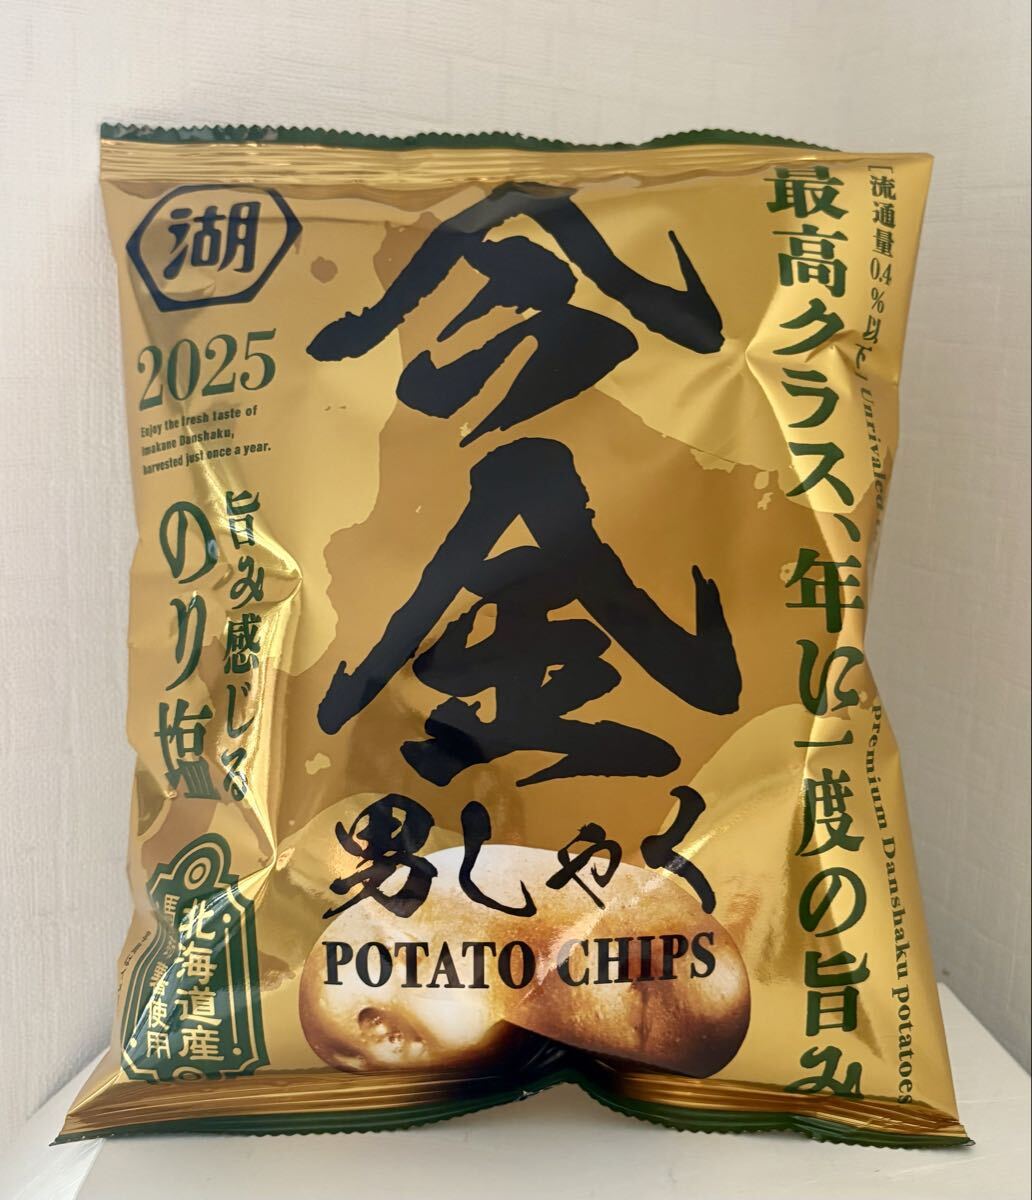 湖
2025
Enjoy the fresh taste of
Imakane Danshaku,
harvested just once a year.
旨み感じる
のり塩
今金
男しゃく
POTATO CHIPS
最高クラス、年に一度の旨み
[流通量0.4%以下]
Unrivaled
premium Danshaku potatoes
北海道産
使用